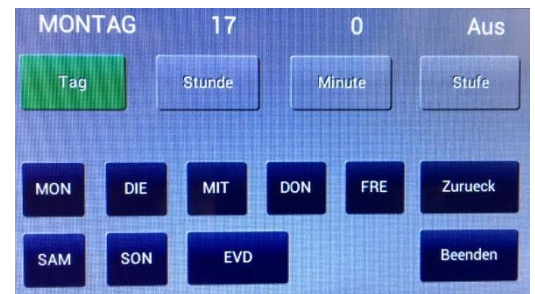 MONTAG 17 0 Aus
Tag Stunde Minute Stufe
MON DIE MIT DON FRE Zurueck
SAM SON EVD Beenden